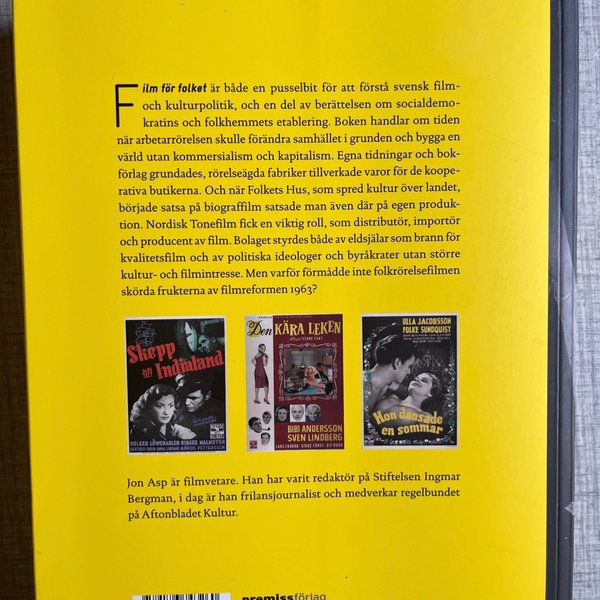 Film för folket är både en pusselbit för att förstå svensk film-
och kulturpolitik, och en del av berättelsen om socialdemo-
kratins och folkhemmets etablering. Boken handlar om tiden
när arbetarrörelsen skulle förändra samhället i grunden och bygga en
värld utan kommersialism och kapitalism. Egna tidningar och bok-
förlag grundades, rörelseägda fabriker tillverkade varor för de koope-
rativa butikerna. Och när Folkets Hus, som spred kultur över landet,
började satsa på biograffilm satsade man även där på egen produk-
tion. Nordisk Tonefilm fick en viktig roll, som distributör, importör
och producent av film. Bolaget styrdes både av eldsjälar som brann för
kvalitetsfilm och av politiska ideologer och byråkrater utan större
kultur- och filmintresse. Men varför förmådde inte folkrörelsefilmen
skörda frukterna av filmreformen 1963?
Skepp
till Indialand
HOLGER LÖWENADLER · BIRGER MALMSTEN
Den
KÄRA LEKEN
BIBI ANDERSSON
SVEN LINDBERG
ULLA JACOBSSON
FOLKE SUNDQUIST
Hon dansade
en sommar
Jon Asp är filmvetare. Han har varit redaktör på Stiftelsen Ingmar
Bergman, i dag är han frilansjournalist och medverkar regelbundet
på Aftonbladet Kultur.
premissförlag